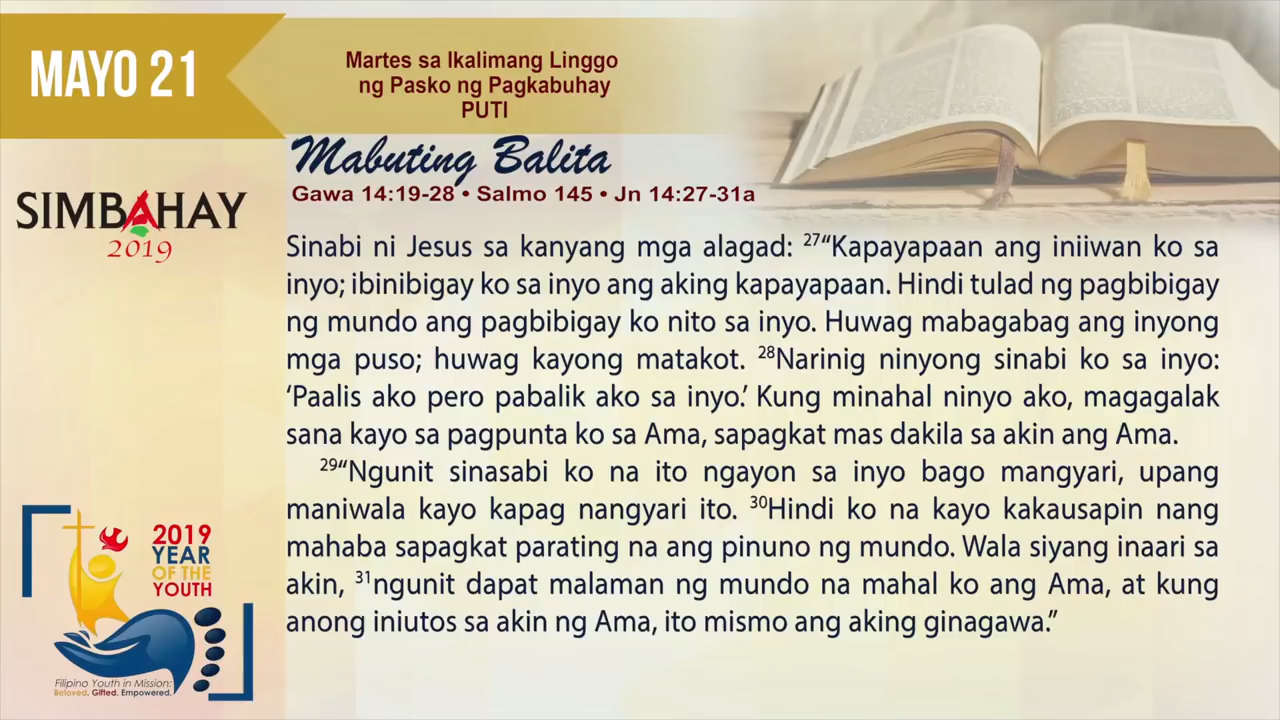 MAYO 21
Martes sa Ikalimang Linggo
ng Pasko ng Pagkabuhay
PUTI
Mabuting Balita
Gawa 14:19-28 • Salmo 145 • Jn 14:27-31a
SIMBAHAY
2019
Sinabi ni Jesus sa kanyang mga alagad: ²⁷“Kapayapaan ang iniiwan ko sa
inyo; ibinibigay ko sa inyo ang aking kapayapaan. Hindi tulad ng pagbibigay
ng mundo ang pagbibigay ko nito sa inyo. Huwag mabagabag ang inyong
mga puso; huwag kayong matakot. ²⁸Narinig ninyong sinabi ko sa inyo:
‘Paalis ako pero pabalik ako sa inyo.’ Kung minahal ninyo ako, magagalak
sana kayo sa pagpunta ko sa Ama, sapagkat mas dakila sa akin ang Ama.
²⁹“Ngunit sinasabi ko na ito ngayon sa inyo bago mangyari, upang
maniwala kayo kapag nangyari ito. ³⁰Hindi ko na kayo kakausapin nang
mahaba sapagkat parating na ang pinuno ng mundo. Wala siyang inaari sa
akin, ³¹ngunit dapat malaman ng mundo na mahal ko ang Ama, at kung
anong iniutos sa akin ng Ama, ito mismo ang aking ginagawa.”
2019
YEAR
OF THE
YOUTH
Filipino Youth in Mission:
Beloved. Gifted. Empowered.